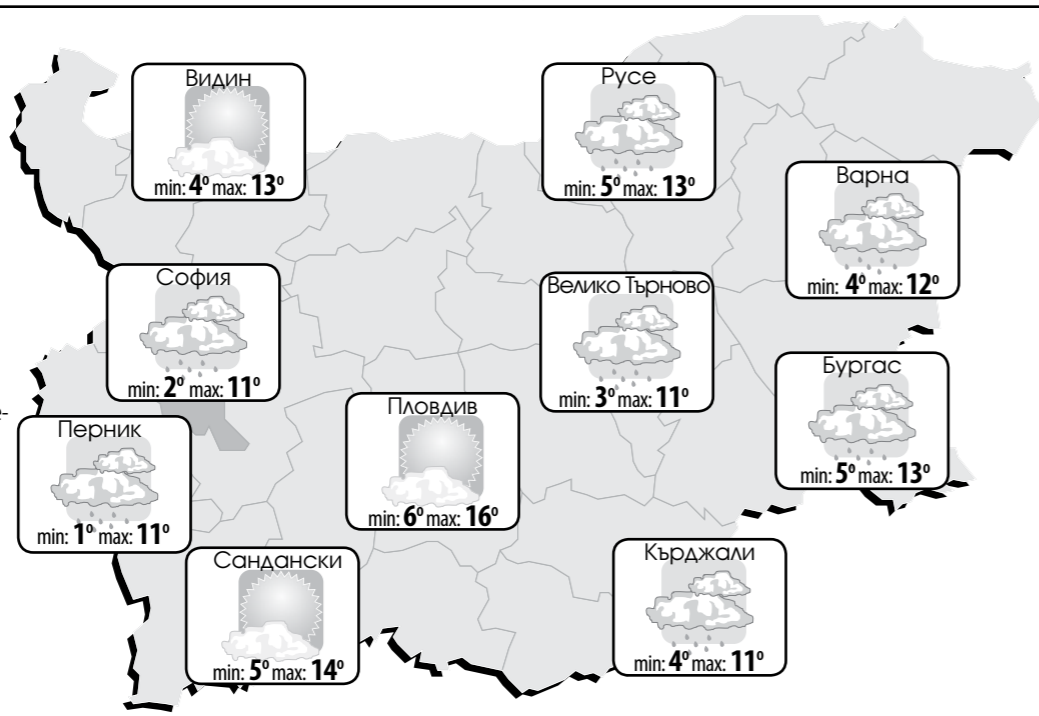 Видин
min: 4° max: 13°
Русе
min: 5° max: 13°
Варна
min: 4° max: 12°
София
min: 2° max: 11°
Велико Търново
min: 3° max: 11°
Бургас
min: 5° max: 13°
Пловдив
min: 6° max: 16°
е-
Перник
min: 1° max: 11°
Сандански
min: 5° max: 14°
Кърджали
min: 4° max: 11°